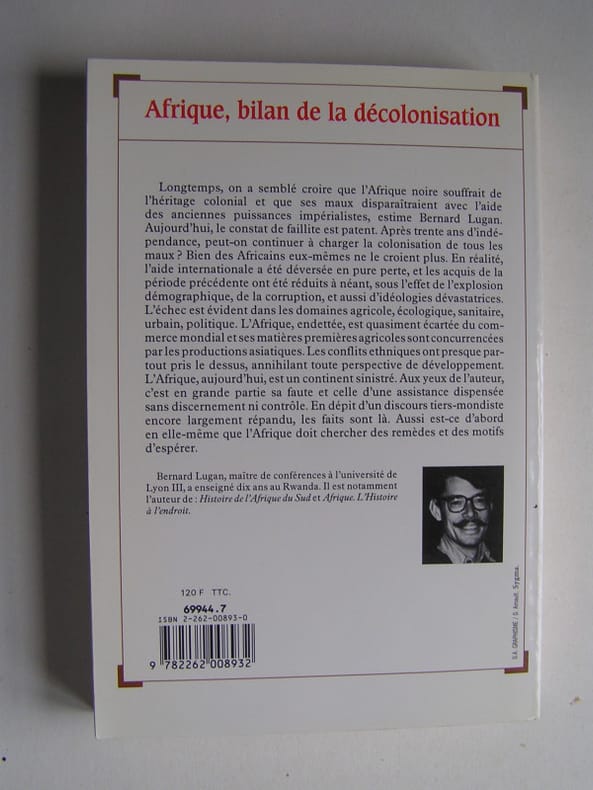 Afrique, bilan de la décolonisation
Longtemps, on a semblé croire que l'Afrique noire souffrait de
l'héritage colonial et que ses maux disparaîtraient avec l'aide
des anciennes puissances impérialistes, estime Bernard Lugan.
Aujourd'hui, le constat de faillite est patent. Après trente ans d'indé-
pendance, peut-on continuer à charger la colonisation de tous les
maux ? Bien des Africains eux-mêmes ne le croient plus. En réalité,
l'aide internationale a été déversée en pure perte, et les acquis de la
période précédente ont été réduits à néant, sous l'effet de l'explosion
démographique, de la corruption, et aussi d'idéologies dévastatrices.
L'échec est évident dans les domaines agricole, écologique, sanitaire,
urbain, politique. L'Afrique, endettée, est quasiment écartée du com-
merce mondial et ses matières premières agricoles sont concurrencées
par les productions asiatiques. Les conflits ethniques ont presque par-
tout pris le dessus, annihilant toute perspective de développement.
L'Afrique, aujourd'hui, est un continent sinistré. Aux yeux de l'auteur,
c'est en grande partie sa faute et celle d'une assistance dispensée
sans discernement ni contrôle. En dépit d'un discours tiers-mondiste
encore largement répandu, les faits sont là. Aussi est-ce d'abord
en elle-même que l'Afrique doit chercher des remèdes et des motifs
d'espérer.
Bernard Lugan, maître de conférences à l'université de
Lyon III, a enseigné dix ans au Rwanda. Il est notamment
l'auteur de : Histoire de l'Afrique du Sud et Afrique. L'Histoire
à l'endroit.
120 F TTC.
69944.7
ISBN 2-262-00893-0
9 782262 008932
S.A. GRAPHISME / D. Arnault. Sygma.